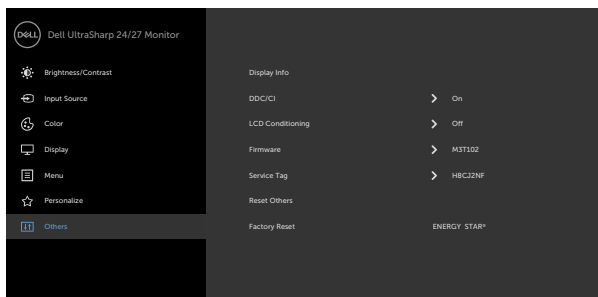 DELL Dell UltraSharp 24/27 Monitor
Brightness/Contrast Display Info
Input Source DDC/CI On
Color LCD Conditioning Off
Display Firmware M3T102
Menu Service Tag H8CJ2NF
Personalize Reset Others
Others Factory Reset ENERGY STAR®